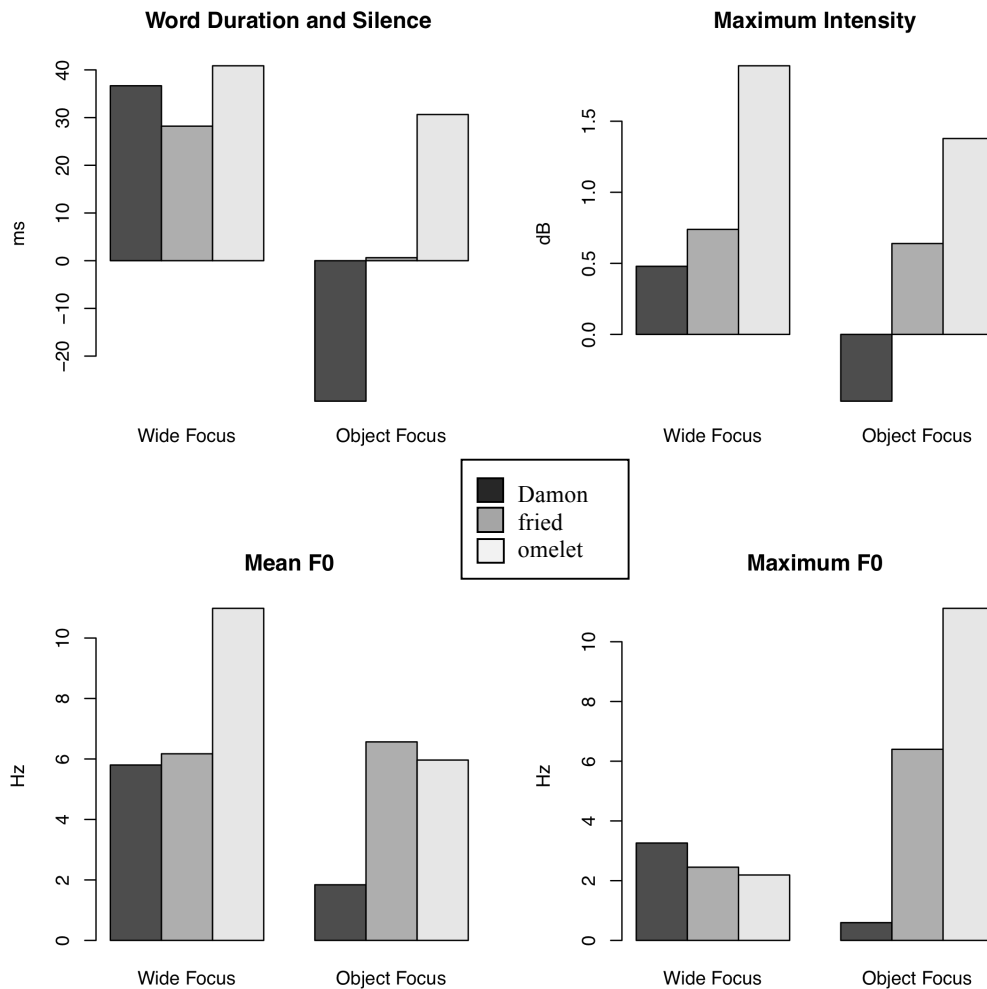 Word Duration and Silence
ms
40
30
20
10
0
−10
−20
Wide Focus
Object Focus
Maximum Intensity
dB
1.5
1.0
0.5
0.0
Wide Focus
Object Focus
Damon
fried
omelet
Mean F0
Hz
10
8
6
4
2
0
Wide Focus
Object Focus
Maximum F0
Hz
10
8
6
4
2
0
Wide Focus
Object Focus